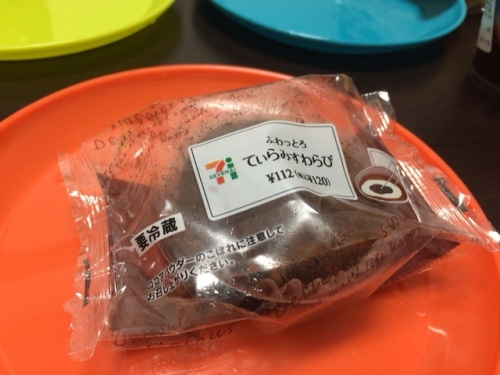 ふわっとろ
てぃらみすわらび
¥112(税込¥120)
SEVEN
要冷蔵
ココアパウダーのこぼれに注意して
お召し上がりください。